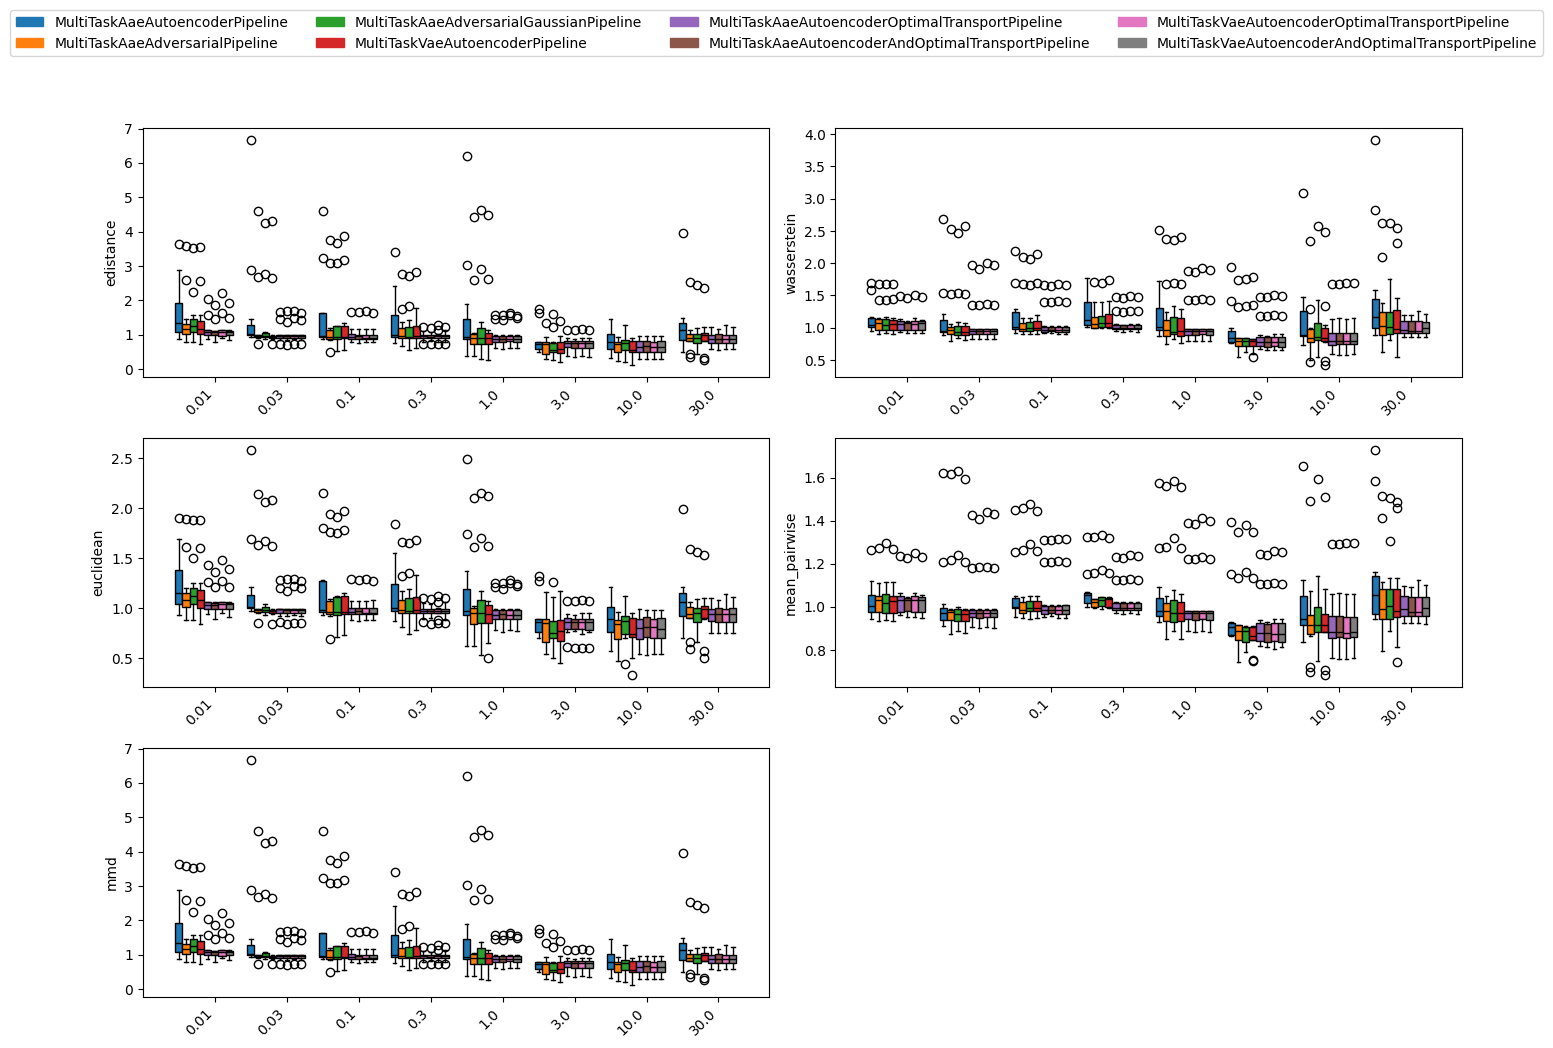 MultiTaskAaeAutoencoderPipeline MultiTaskAaeAdversarialGaussianPipeline MultiTaskAaeAutoencoderOptimalTransportPipeline MultiTaskVaeAutoencoderOptimalTransportPipeline
MultiTaskAaeAdversarialPipeline MultiTaskVaeAutoencoderPipeline MultiTaskAaeAutoencoderAndOptimalTransportPipeline MultiTaskVaeAutoencoderAndOptimalTransportPipeline
edistance
7
6
5
4
3
2
1
0
0.01 0.03 0.1 0.3 1.0 3.0 10.0 30.0
wasserstein
4.0
3.5
3.0
2.5
2.0
1.5
1.0
0.5
0.01 0.03 0.1 0.3 1.0 3.0 10.0 30.0
euclidean
2.5
2.0
1.5
1.0
0.5
0.01 0.03 0.1 0.3 1.0 3.0 10.0 30.0
mean_pairwise
1.6
1.4
1.2
1.0
0.8
0.01 0.03 0.1 0.3 1.0 3.0 10.0 30.0
mmd
7
6
5
4
3
2
1
0
0.01 0.03 0.1 0.3 1.0 3.0 10.0 30.0